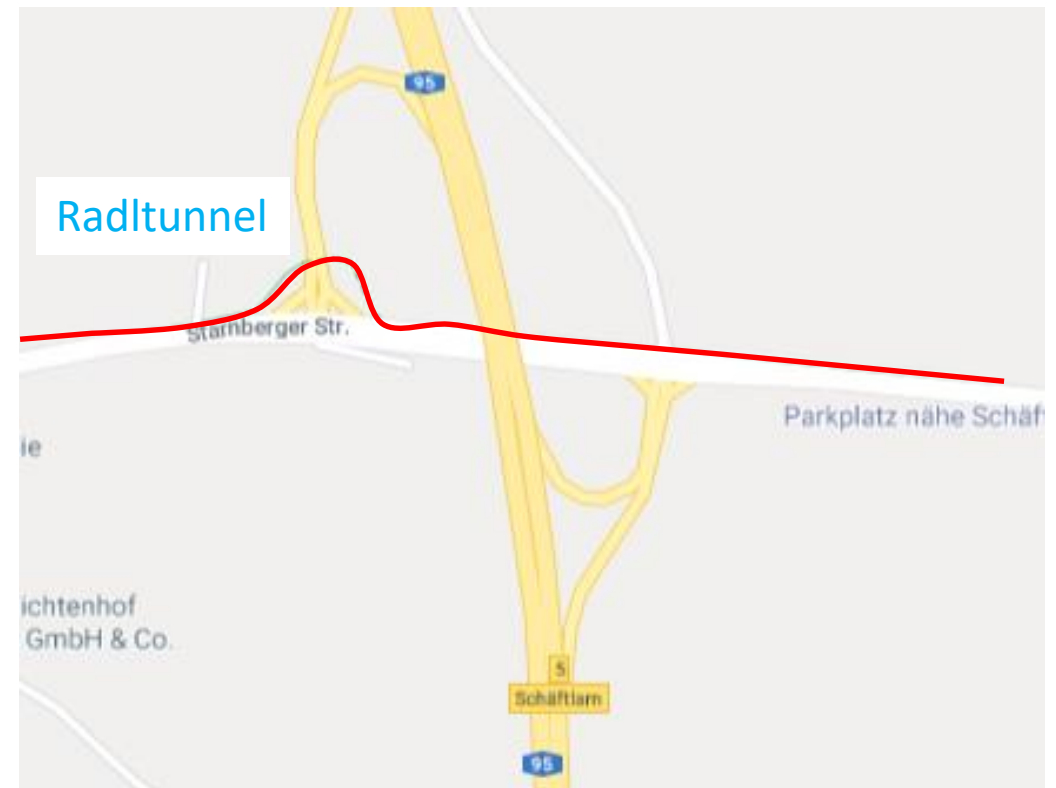 95
Radltunnel
Starnberger Str.
Parkplatz nähe Schäf
ie
ichtenhof
GmbH & Co.
5
Schäftlarn
95